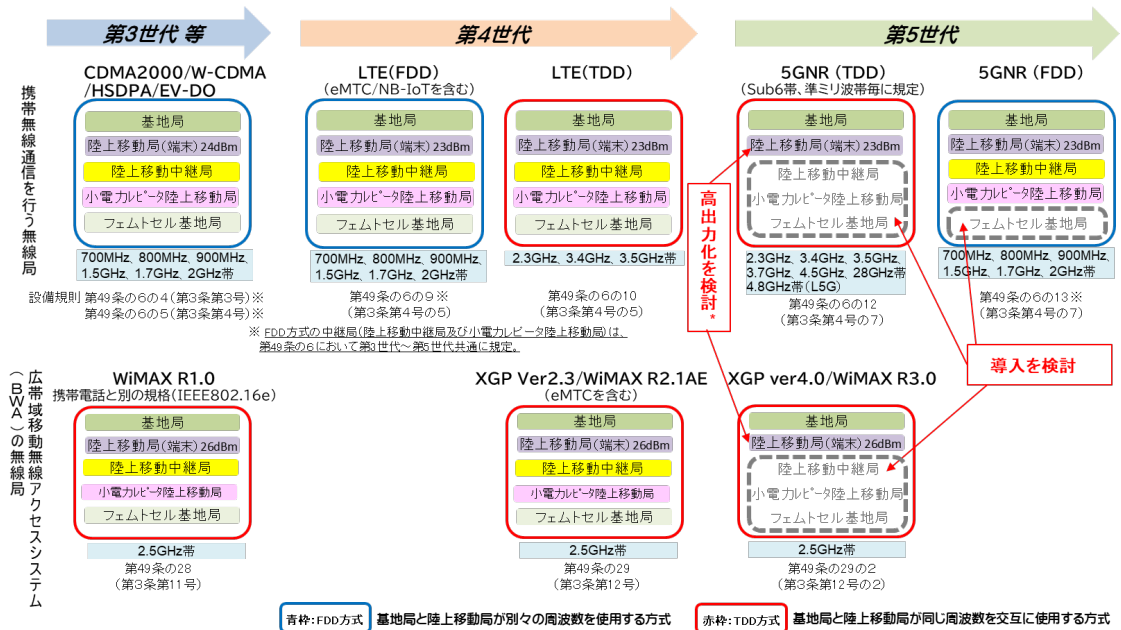 第3世代 等
第4世代
第5世代
携帯無線通信を行う無線局
CDMA2000/W-CDMA
/HSDPA/EV-DO
基地局
陸上移動局(端末)24dBm
陸上移動中継局
小電力レピータ陸上移動局
フェムトセル基地局
700MHz、800MHz、900MHz、
1.5GHz、1.7GHz、2GHz帯
設備規則 第49条の6の4(第3条第3号)※
第49条の6の5(第3条第4号)※
LTE(FDD)
(eMTC/NB-IoTを含む)
基地局
陸上移動局(端末)23dBm
陸上移動中継局
小電力レピータ陸上移動局
フェムトセル基地局
700MHz、800MHz、900MHz、
1.5GHz、1.7GHz、2GHz帯
第49条の6の9※
(第3条第4号の5)
LTE(TDD)
基地局
陸上移動局(端末)23dBm
陸上移動中継局
小電力レピータ陸上移動局
フェムトセル基地局
2.3GHz、3.4GHz、3.5GHz帯
第49条の6の10
(第3条第4号の5)
※ FDD方式の中継局(陸上移動中継局及び小電力レピータ陸上移動局)は、
第49条の6において第3世代~第5世代共通に規定。
高出力化を検討*
5GNR (TDD)
(Sub6帯、準ミリ波帯毎に規定)
基地局
陸上移動局(端末)23dBm
陸上移動中継局
小電力レピータ陸上移動局
フェムトセル基地局
2.3GHz、3.4GHz、3.5GHz、
3.7GHz、4.5GHz、28GHz帯
4.8GHz帯(L5G)
第49条の6の12
(第3条第4号の7)
5GNR (FDD)
基地局
陸上移動局(端末)23dBm
陸上移動中継局
小電力レピータ陸上移動局
フェムトセル基地局
700MHz、800MHz、900MHz、
1.5GHz、1.7GHz、2GHz帯
第49条の6の13※
(第3条第4号の7)
導入を検討
広帯域移動無線アクセスシステム
(BWA)の無線局
WiMAX R1.0
携帯電話と別の規格(IEEE802.16e)
基地局
陸上移動局(端末)26dBm
陸上移動中継局
小電力レピータ陸上移動局
フェムトセル基地局
2.5GHz帯
第49条の28
(第3条第11号)
XGP Ver2.3/WiMAX R2.1AE
(eMTCを含む)
基地局
陸上移動局(端末)26dBm
陸上移動中継局
小電力レピータ陸上移動局
フェムトセル基地局
2.5GHz帯
第49条の29
(第3条第12号)
XGP ver4.0/WiMAX R3.0
基地局
陸上移動局(端末)26dBm
陸上移動中継局
小電力レピータ陸上移動局
フェムトセル基地局
2.5GHz帯
第49条の29の2
(第3条第12号の2)
青枠:FDD方式
基地局と陸上移動局が別々の周波数を使用する方式
赤枠:TDD方式
基地局と陸上移動局が同じ周波数を交互に使用する方式